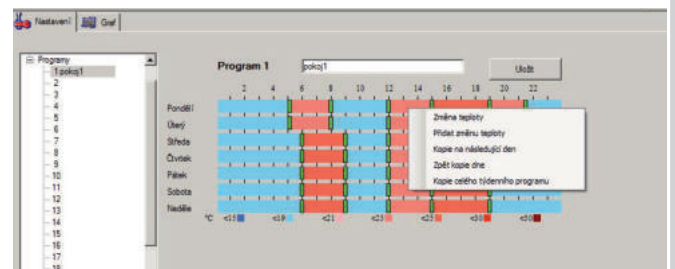 Nastavení Graf
Programy
1 pokoj1
2
3
4
5
6
7
8
9
10
11
12
13
14
15
16
17
18
Program 1 pokoj1 Uložit
2 4 6 8 10 12 14 16 18 20 22
Pondělí
Úterý
Středa
Čtvrtek
Pátek
Sobota
Neděle
Změna teploty
Přidat změnu teploty
Kopie na následující den
Zpět kopie dne
Kopie celého týdenního programu
°C <15 <19 <21 <23 <25 <30 <50